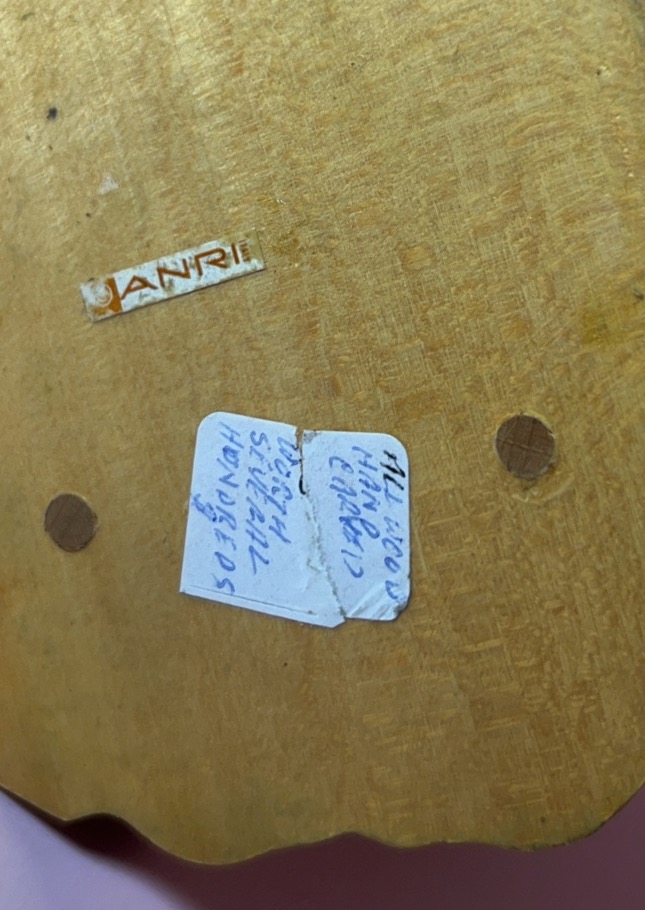 ANRI
ALL WOOD
HAND
CARVED
WORTH
SEVERAL
HUNDREDS
$